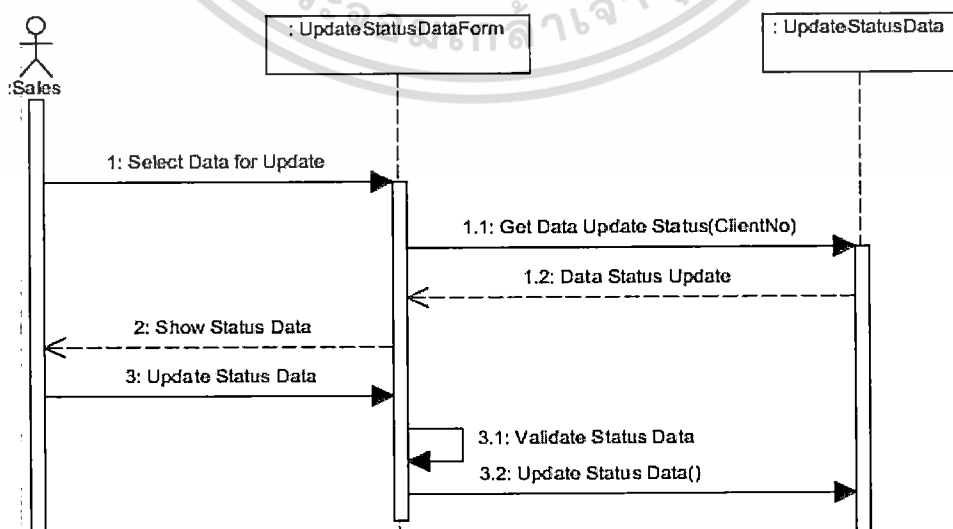 : UpdateStatusDataForm
: UpdateStatusData
:Sales
1: Select Data for Update
1.1: Get Data Update Status(ClientNo)
1.2: Data Status Update
2: Show Status Data
3: Update Status Data
3.1: Validate Status Data
3.2: Update Status Data()